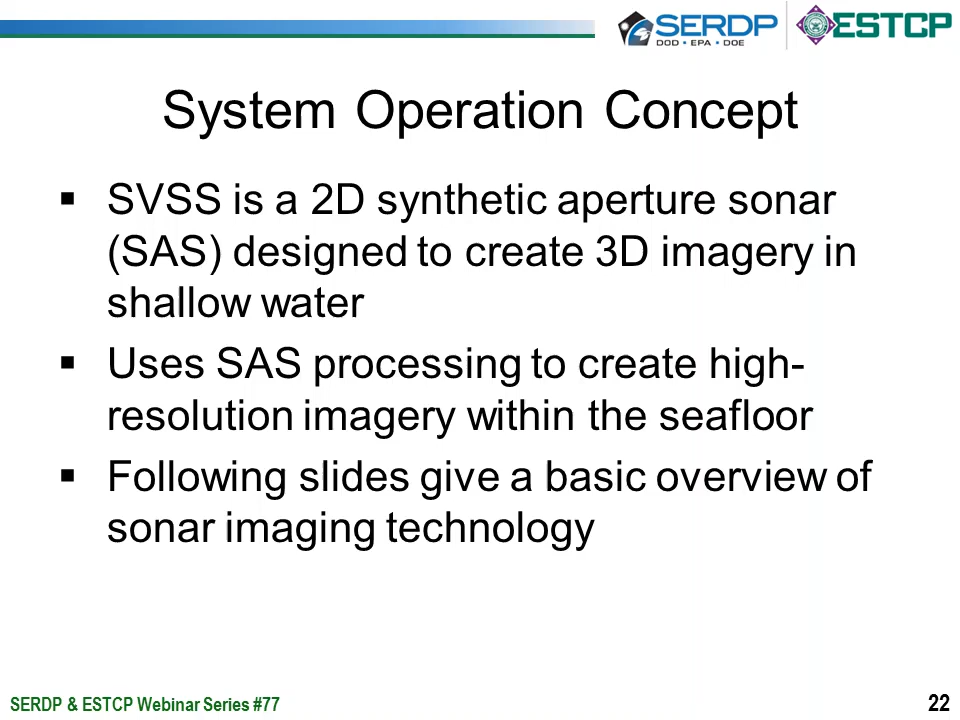 SERDP
DOD • EPA • DOE
ESTCP
System Operation Concept
▪ SVSS is a 2D synthetic aperture sonar
(SAS) designed to create 3D imagery in
shallow water
▪ Uses SAS processing to create high-
resolution imagery within the seafloor
▪ Following slides give a basic overview of
sonar imaging technology
SERDP & ESTCP Webinar Series #77
22